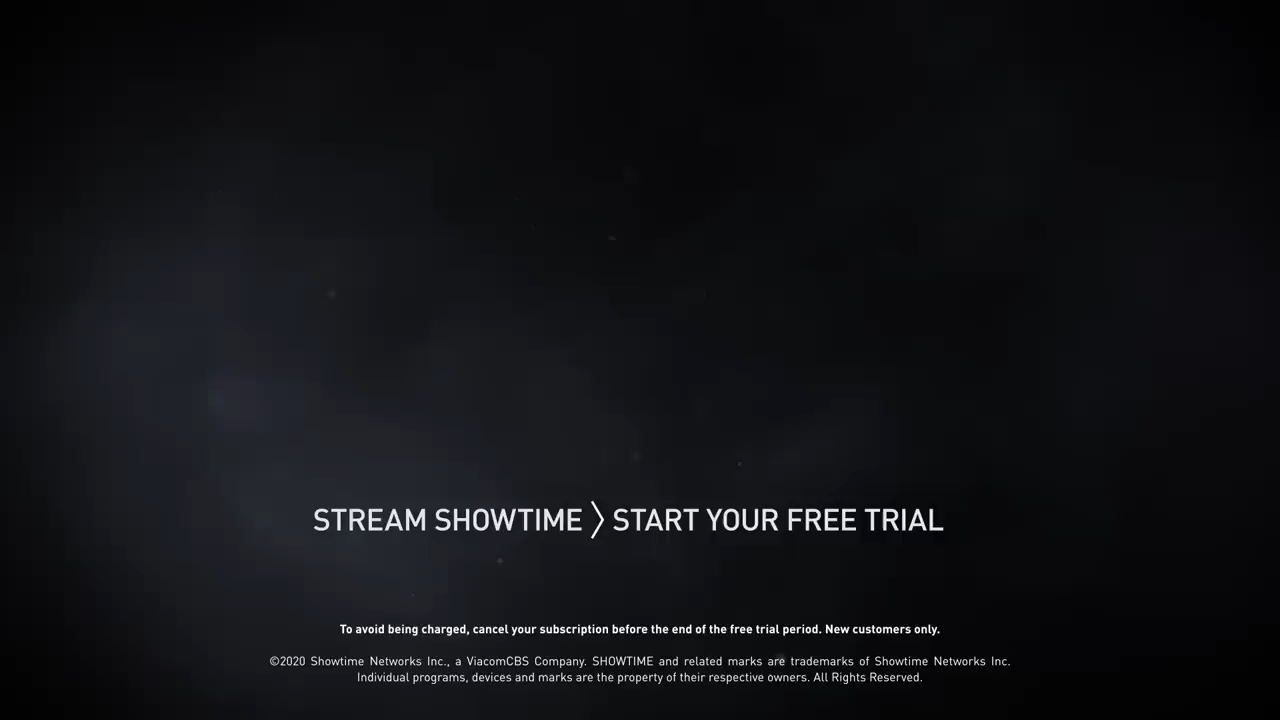 STREAM SHOWTIME 〉START YOUR FREE TRIAL
To avoid being charged, cancel your subscription before the end of the free trial period. New customers only.
©2020 Showtime Networks Inc., a ViacomCBS Company. SHOWTIME and related marks are trademarks of Showtime Networks Inc.
Individual programs, devices and marks are the property of their respective owners. All Rights Reserved.